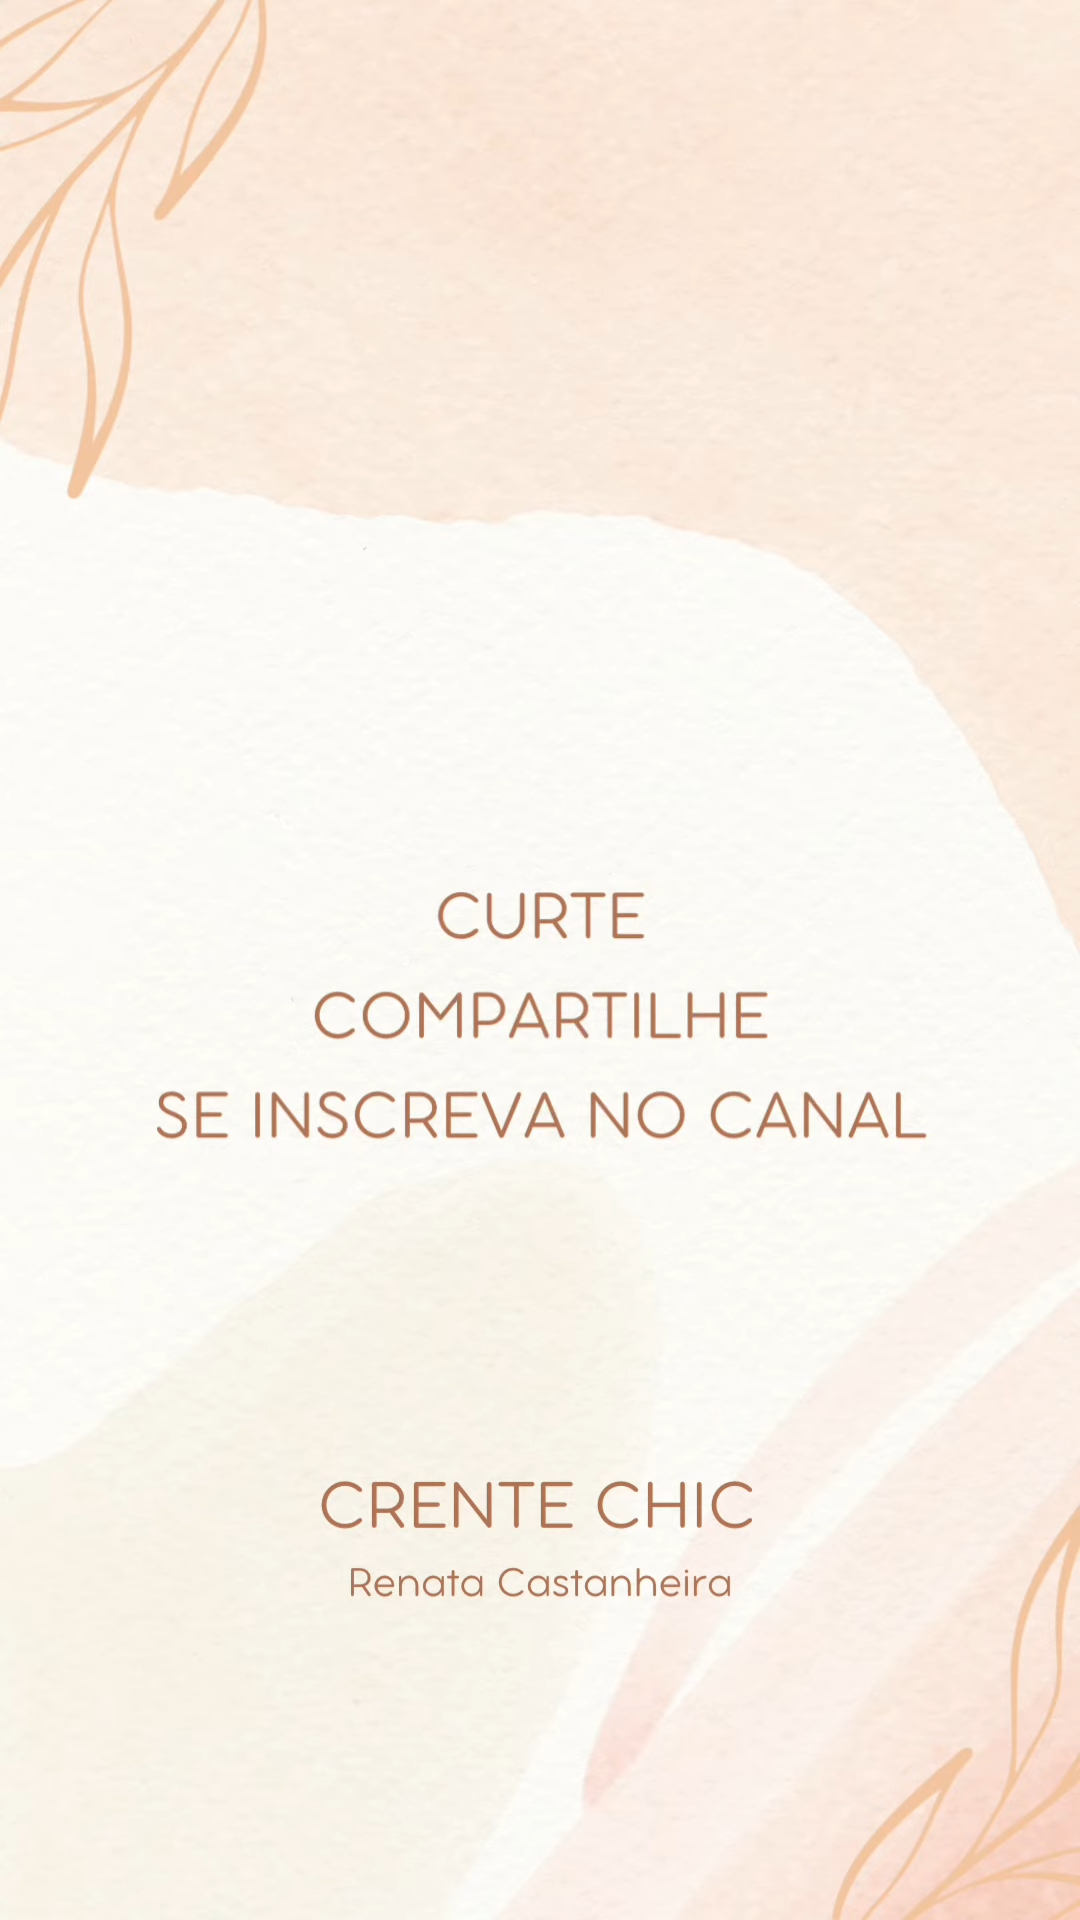 CURTE
COMPARTILHE
SE INSCREVA NO CANAL
CRENTE CHIC
Renata Castanheira